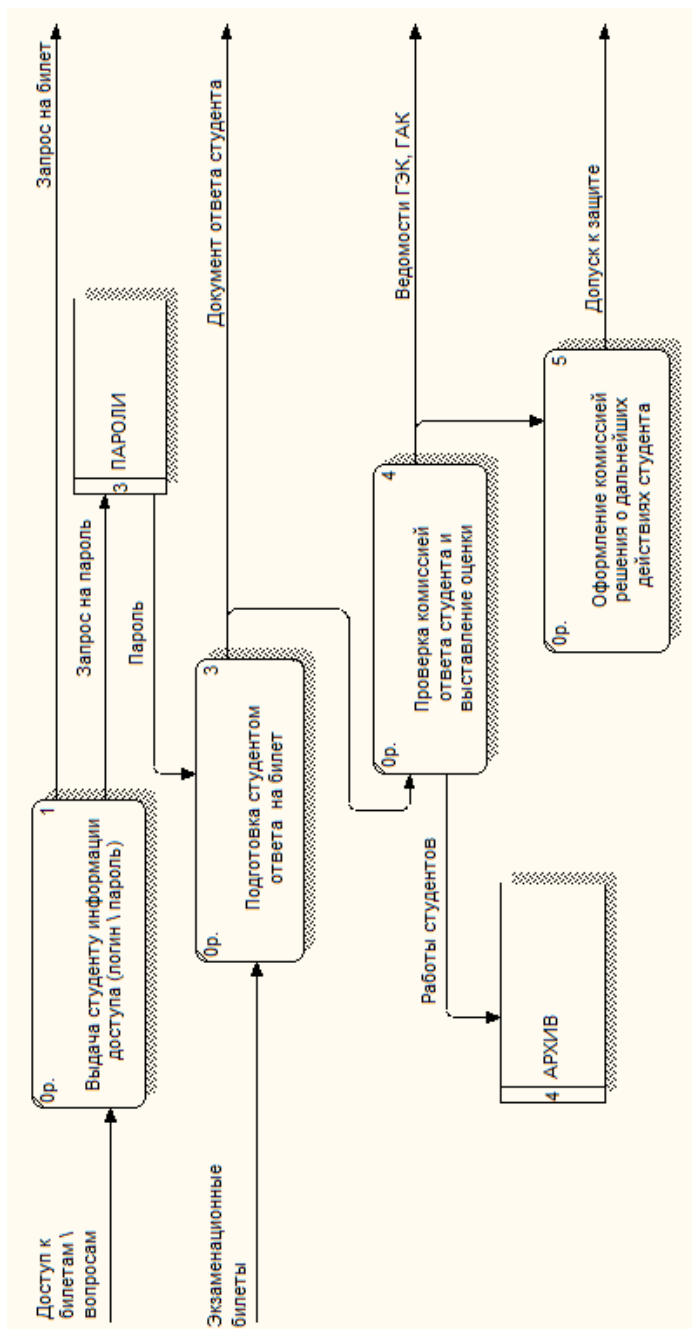 Доступ к
билетам \
вопросам
0р.
1
Выдача студенту информации
доступа (логин \ пароль)
Запрос на билет
Запрос на пароль
3
ПАРОЛИ
Пароль
Экзаменационные
билеты
0р.
3
Подготовка студентом
ответа на билет
Документ ответа студента
0р.
4
Проверка комиссией
ответа студента и
выставление оценки
Ведомости ГЭК, ГАК
Работы студентов
4
АРХИВ
0р.
5
Оформление комиссией
решения о дальнейших
действиях студента
Допуск к защите